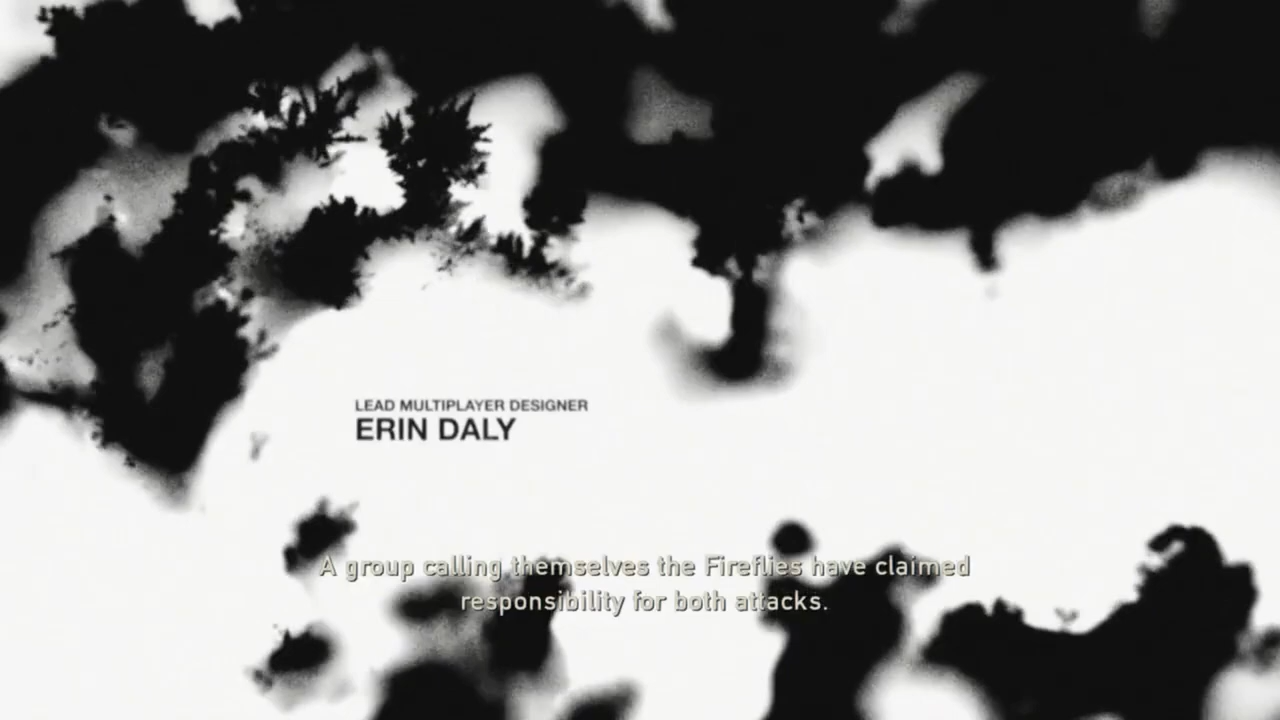 LEAD MULTIPLAYER DESIGNER
ERIN DALY
A group calling themselves the Fireflies have claimed
responsibility for both attacks.